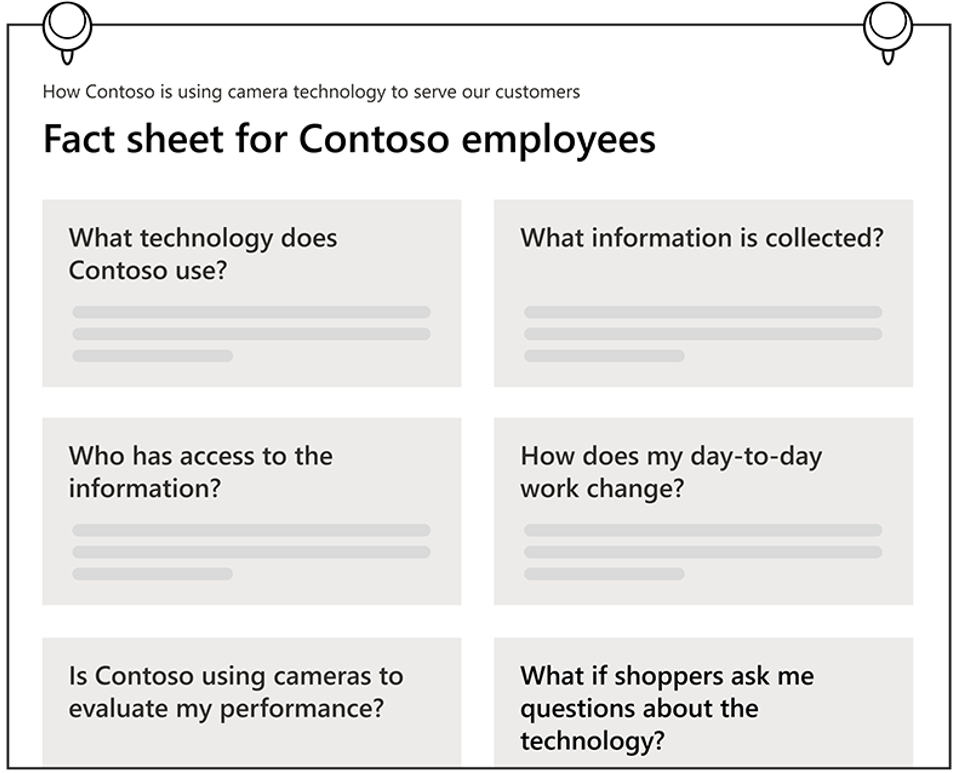 How Contoso is using camera technology to serve our customers
Fact sheet for Contoso employees
What technology does
Contoso use?
What information is collected?
Who has access to the
information?
How does my day-to-day
work change?
Is Contoso using cameras to
evaluate my performance?
What if shoppers ask me
questions about the
technology?